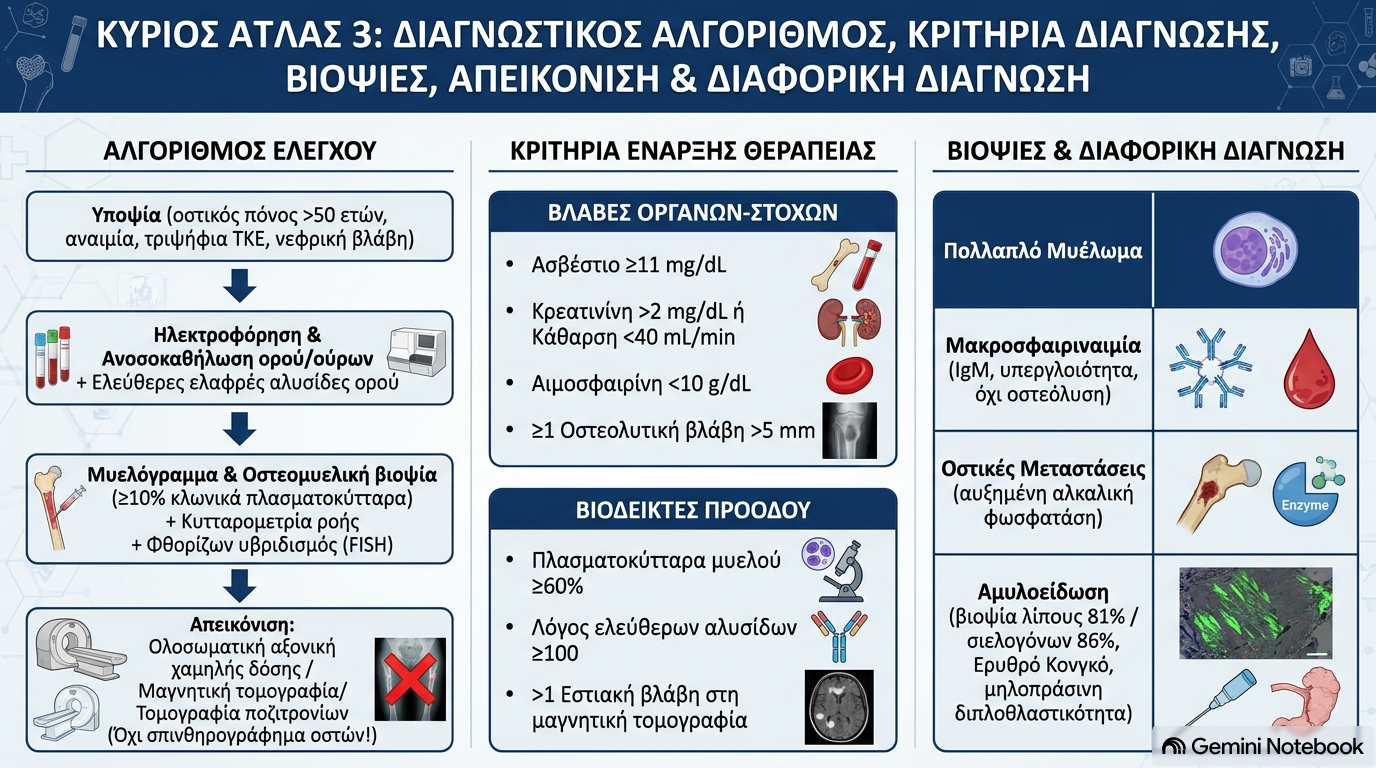 ΚΥΡΙΟΣ ΑΤΛΑΣ 3: ΔΙΑΓΝΩΣΤΙΚΟΣ ΑΛΓΟΡΙΘΜΟΣ, ΚΡΙΤΗΡΙΑ ΔΙΑΓΝΩΣΗΣ,
ΒΙΟΨΙΕΣ, ΑΠΕΙΚΟΝΙΣΗ & ΔΙΑΦΟΡΙΚΗ ΔΙΑΓΝΩΣΗ
ΑΛΓΟΡΙΘΜΟΣ ΕΛΕΓΧΟΥ
Υποψία (οστικός πόνος >50 ετών,
αναιμία, τριψήφια ΤΚΕ, νεφρική βλάβη)
Ηλεκτροφόρηση &
Ανοσοκαθήλωση ορού/ούρων
+ Ελεύθερες ελαφρές αλυσίδες ορού
Μυελόγραμμα & Οστεομυελική βιοψία
(≥10% κλωνικά πλασματοκύτταρα)
+ Κυτταρομετρία ροής
+ Φθορίζων υβριδισμός (FISH)
Απεικόνιση:
Ολοσωματική αξονική
χαμηλής δόσης /
Μαγνητική τομογραφία/
Τομογραφία ποζιτρονίων
(Όχι σπινθηρογράφημα οστών!)
ΚΡΙΤΗΡΙΑ ΕΝΑΡΞΗΣ ΘΕΡΑΠΕΙΑΣ
ΒΛΑΒΕΣ ΟΡΓΑΝΩΝ-ΣΤΟΧΩΝ
• Ασβέστιο ≥11 mg/dL
• Κρεατινίνη >2 mg/dL ή
Κάθαρση <40 mL/min
• Αιμοσφαιρίνη <10 g/dL
• ≥1 Οστεολυτική βλάβη >5 mm
ΒΙΟΔΕΙΚΤΕΣ ΠΡΟΟΔΟΥ
• Πλασματοκύτταρα μυελού
≥60%
• Λόγος ελεύθερων αλυσίδων
≥100
• >1 Εστιακή βλάβη στη
μαγνητική τομογραφία
ΒΙΟΨΙΕΣ & ΔΙΑΦΟΡΙΚΗ ΔΙΑΓΝΩΣΗ
Πολλαπλό Μυέλωμα
Μακροσφαιριναιμία
(IgM, υπεργλοιότητα,
όχι οστεόλυση)
Οστικές Μεταστάσεις
(αυξημένη αλκαλική
φωσφατάση)
Enzyme
Αμυλοείδωση
(βιοψία λίπους 81% /
σιελογόνων 86%,
Ερυθρό Κονγκό,
μηλοπράσινη
διπλοθλαστικότητα)
Gemini Notebook